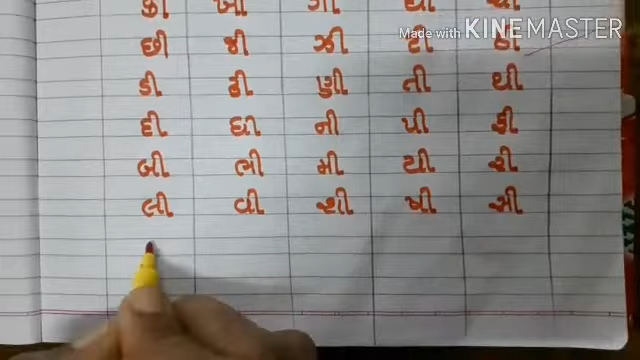 કી ખી ગી ઘી ચી
Made with KINEMASTER
છી જી ઝી ટી ઠી
ડી ઢી ણી તી થી
દી ધી ની પી ફી
બી ભી મી યી રી
લી વી શી ષી સી